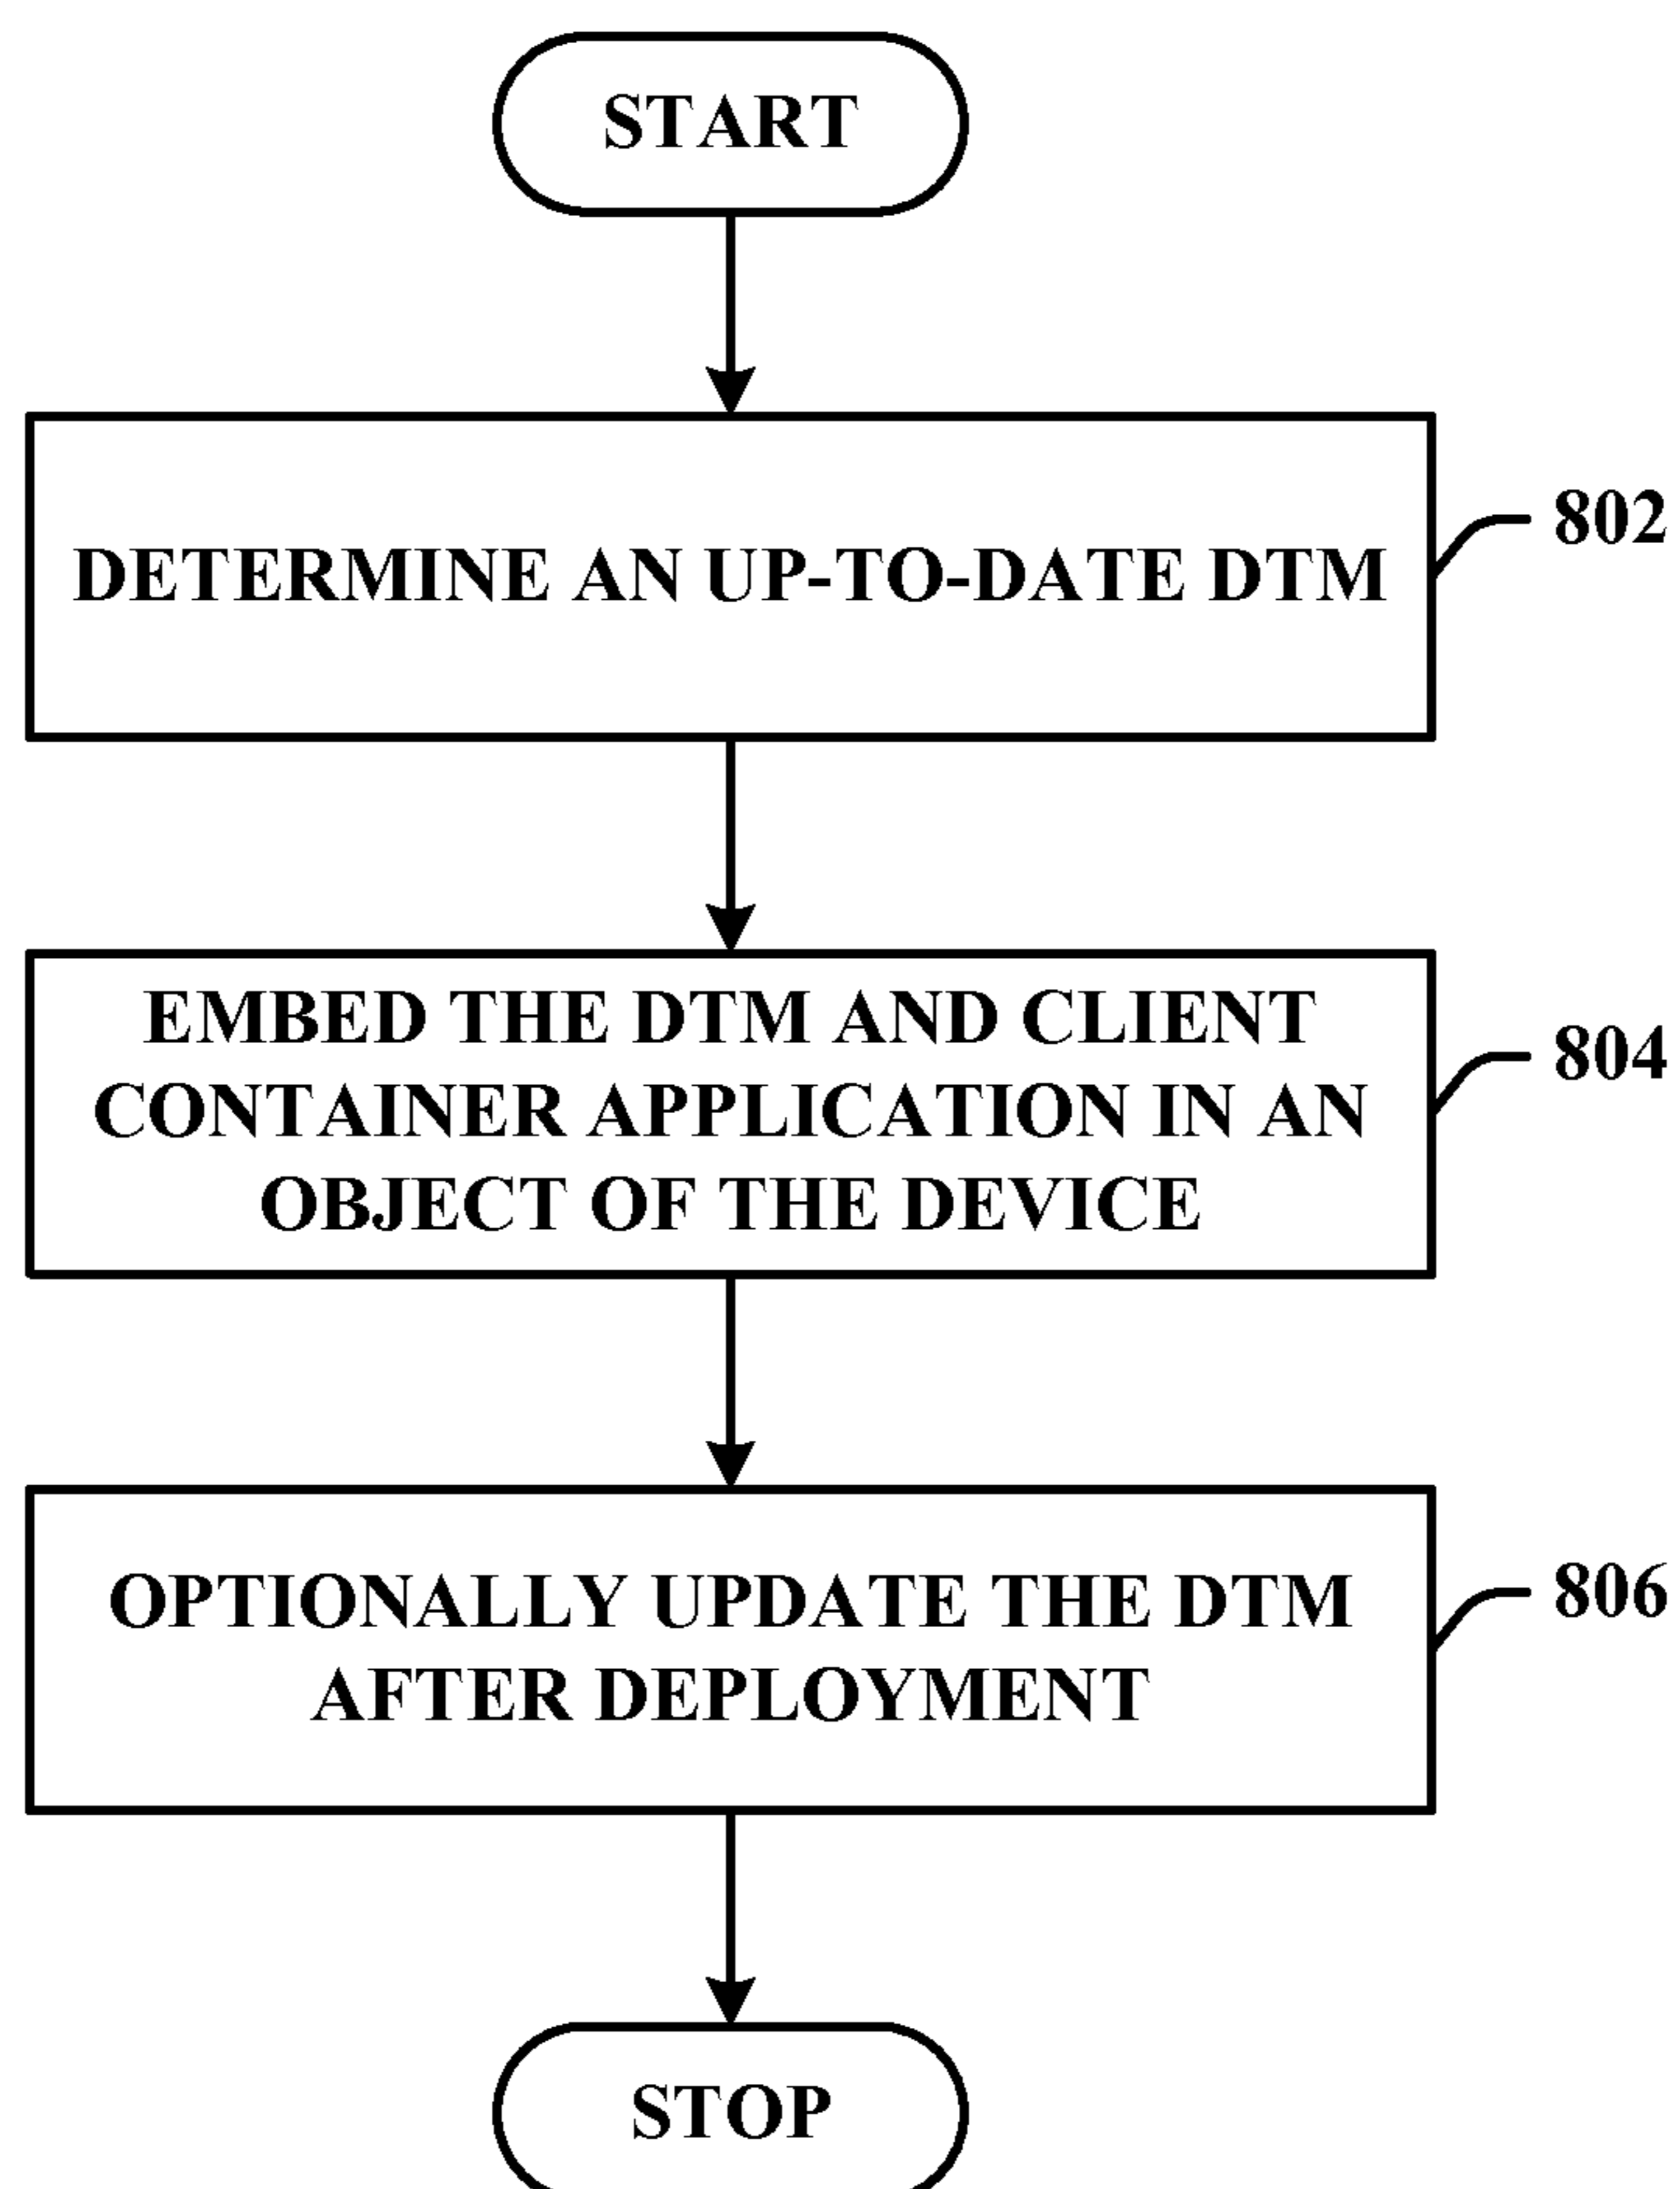 START
DETERMINE AN UP-TO-DATE DTM
802
EMBED THE DTM AND CLIENT
CONTAINER APPLICATION IN AN
OBJECT OF THE DEVICE
804
OPTIONALLY UPDATE THE DTM
AFTER DEPLOYMENT
806
STOP